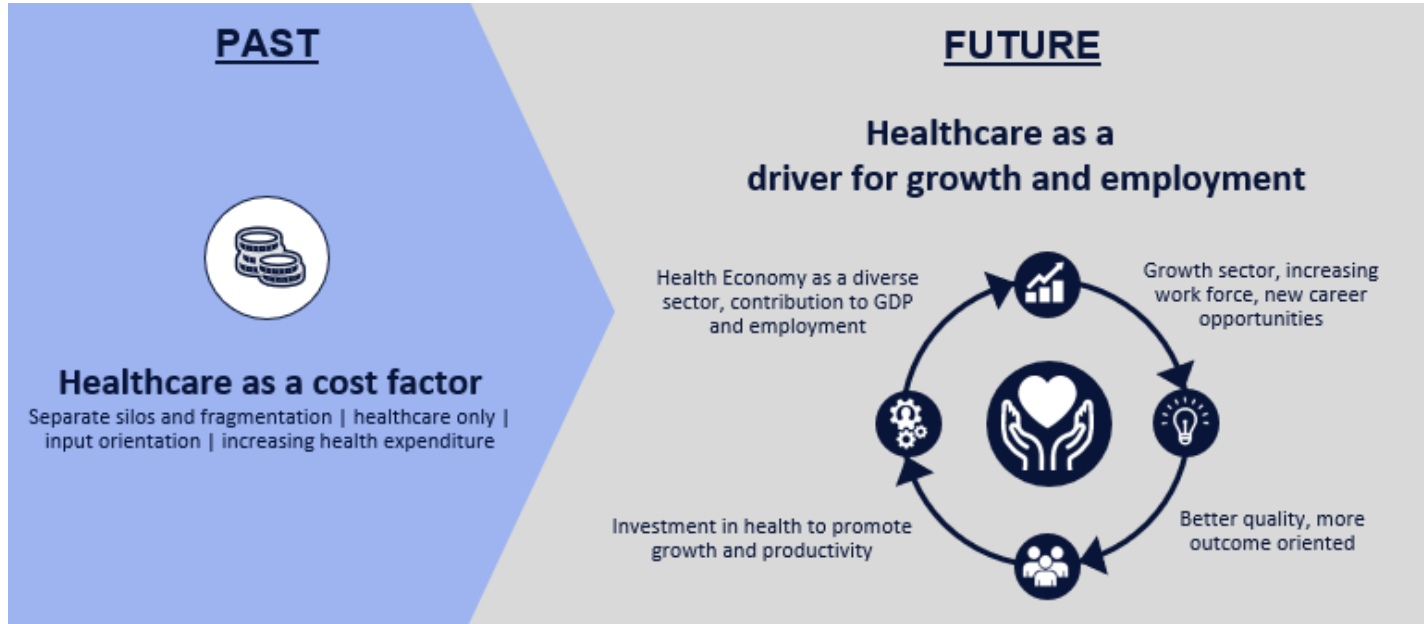 PAST
Healthcare as a cost factor
Separate silos and fragmentation | healthcare only |
input orientation | increasing health expenditure
FUTURE
Healthcare as a
driver for growth and employment
Health Economy as a diverse
sector, contribution to GDP
and employment
Growth sector, increasing
work force, new career
opportunities
Investment in health to promote
growth and productivity
Better quality, more
outcome oriented